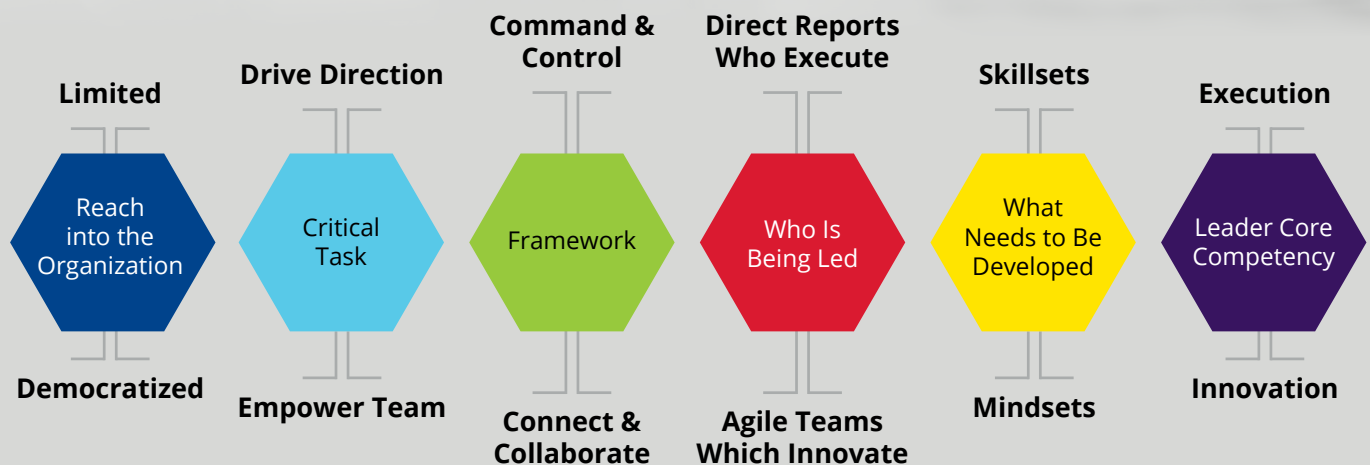 Limited
Reach
into the
Organization
Democratized
Drive Direction
Critical
Task
Empower Team
Command &
Control
Framework
Connect &
Collaborate
Direct Reports
Who Execute
Who Is
Being Led
Agile Teams
Which Innovate
Skillsets
What
Needs to Be
Developed
Mindsets
Execution
Leader Core
Competency
Innovation